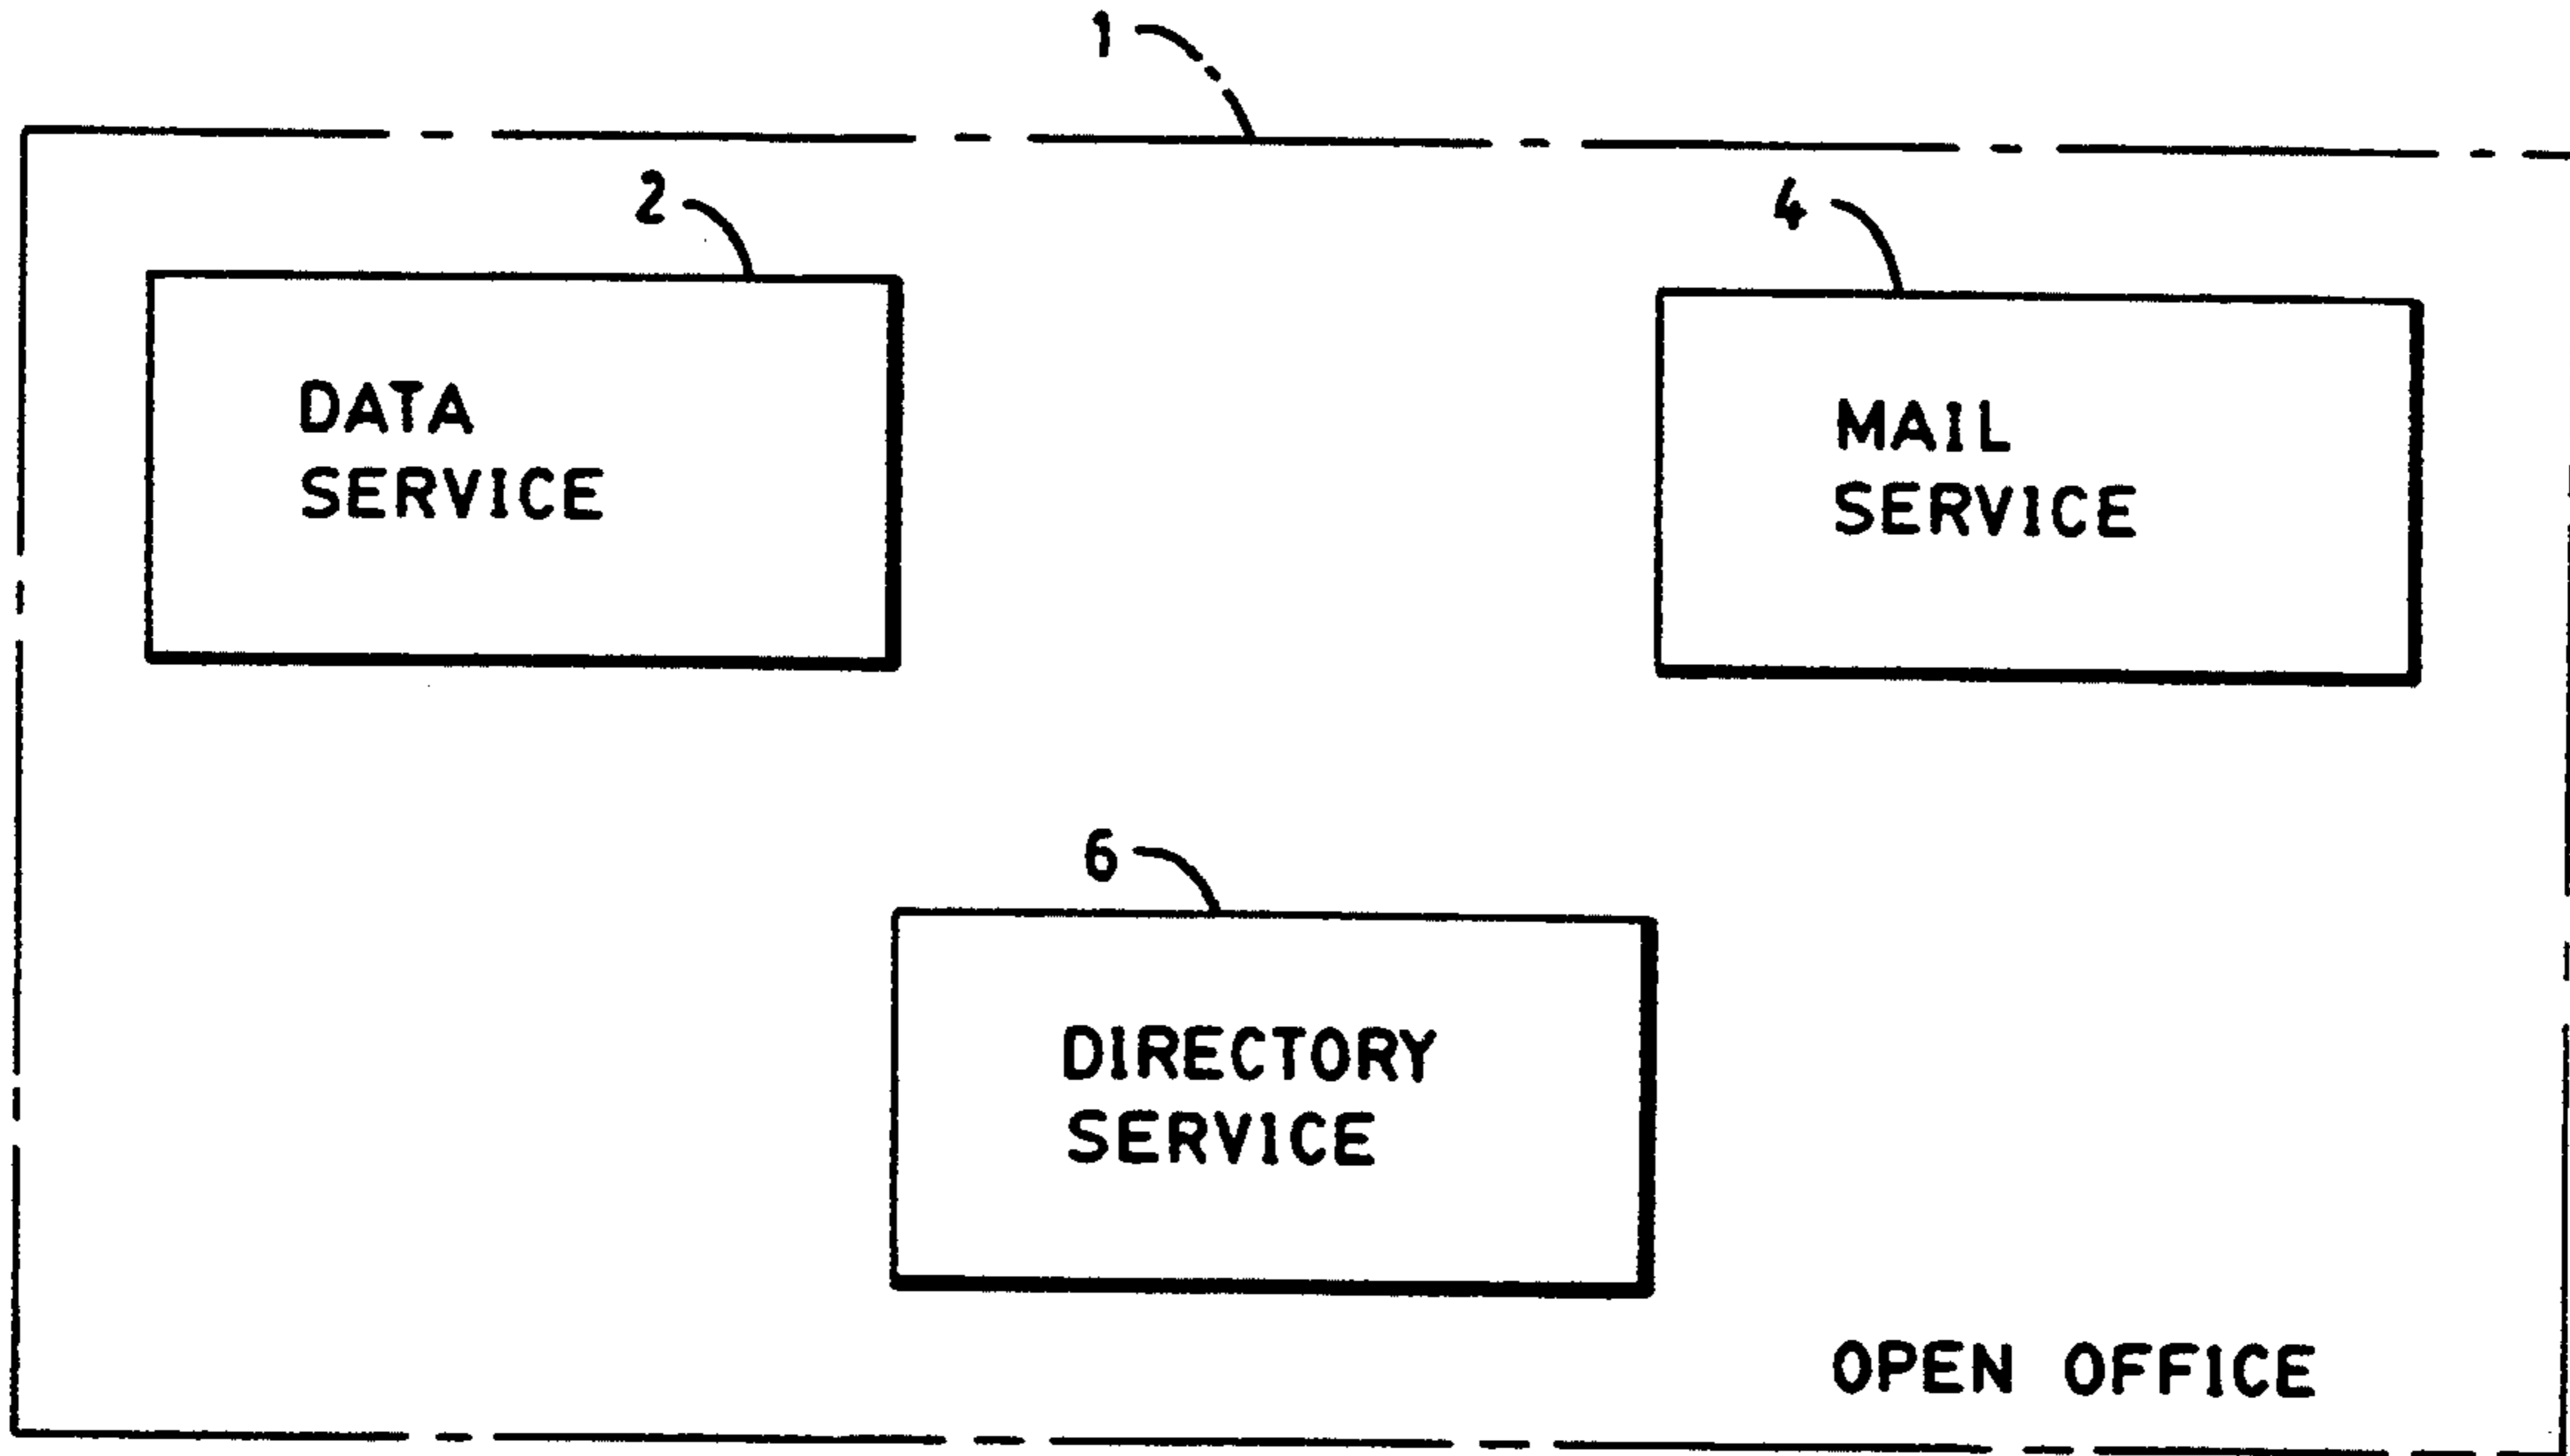 1
2
4
DATA
SERVICE
MAIL
SERVICE
6
DIRECTORY
SERVICE
OPEN OFFICE